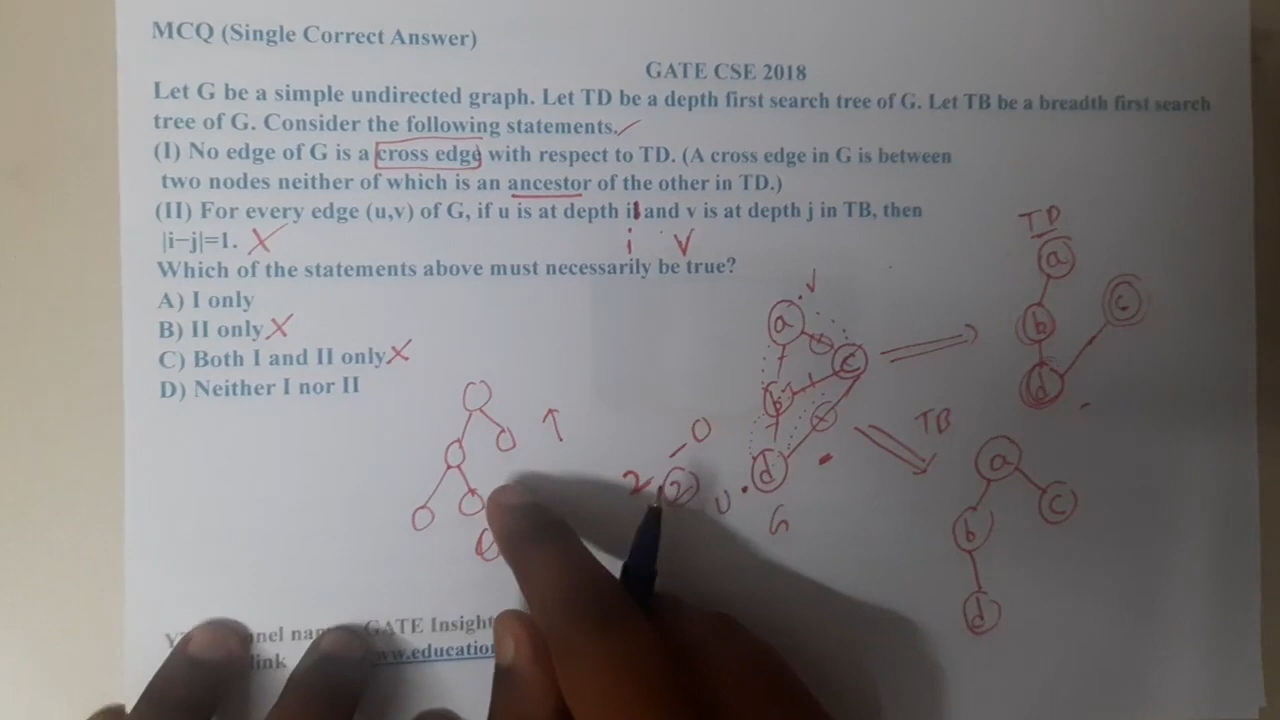 MCQ (Single Correct Answer)
GATE CSE 2018
Let G be a simple undirected graph. Let TD be a depth first search tree of G. Let TB be a breadth first search
tree of G. Consider the following statements.
(I) No edge of G is a cross edge with respect to TD. (A cross edge in G is between
two nodes neither of which is an ancestor of the other in TD.)
(II) For every edge (u,v) of G, if u is at depth i and v is at depth j in TB, then
|i−j|=1. X
i v
Which of the statements above must necessarily be true?
A) I only
B) II only X
C) Both I and II only X
D) Neither I nor II
TD
a
b
c
d
v
a
c
b
d
u
G
TB
a
b
c
d
2
2
GATE Insight
link